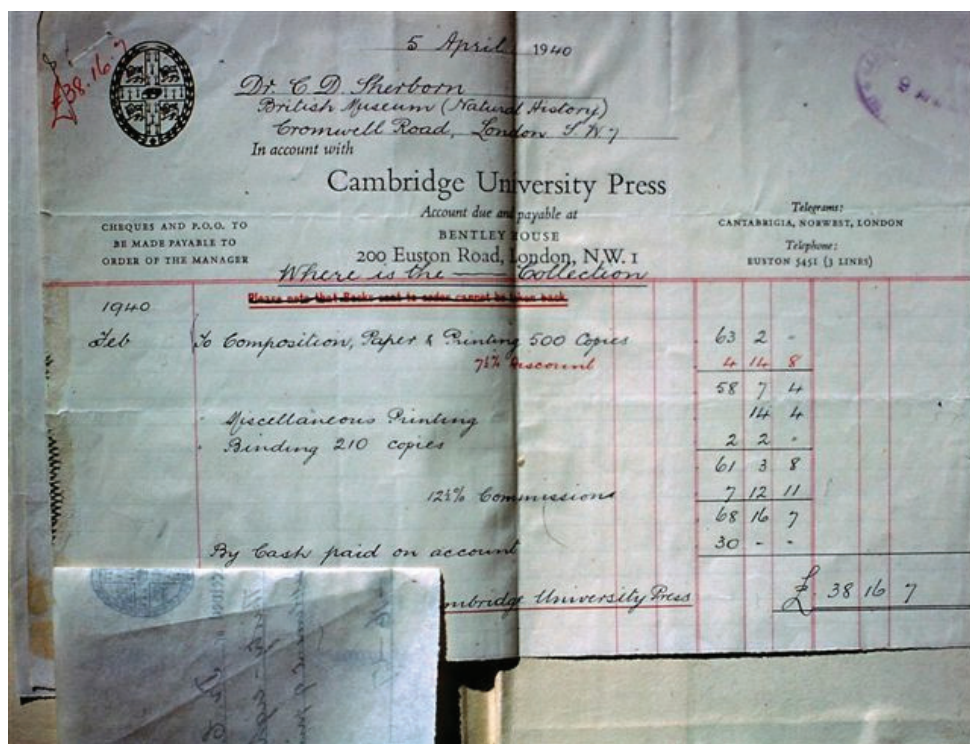 £38.16.7
5 April 1940
Dr. C. D. Sherborn
British Museum (Natural History)
Cromwell Road, London S.W.7
In account with
Cambridge University Press
Account due and payable at
BENTLEY HOUSE
200 Euston Road, London, N.W. 1
CHEQUES AND P.O.O. TO
BE MADE PAYABLE TO
ORDER OF THE MANAGER
Telegrams:
CANTABRIGIA, NORWEST, LONDON
Telephone:
EUSTON 5451 (3 LINES)
Where is the —— Collection
Please note that Books sent to order cannot be taken back
1940
Feb To Composition, Paper & Printing 500 Copies 63 2 -
7½% Discount 4 14 8
58 7 4
Miscellaneous Printing 14 4
Binding 210 copies 2 2 -
61 3 8
12½% Commissions 7 12 11
68 16 7
By Cash paid on account 30 - -
mbridge University Press £ 38 16 7